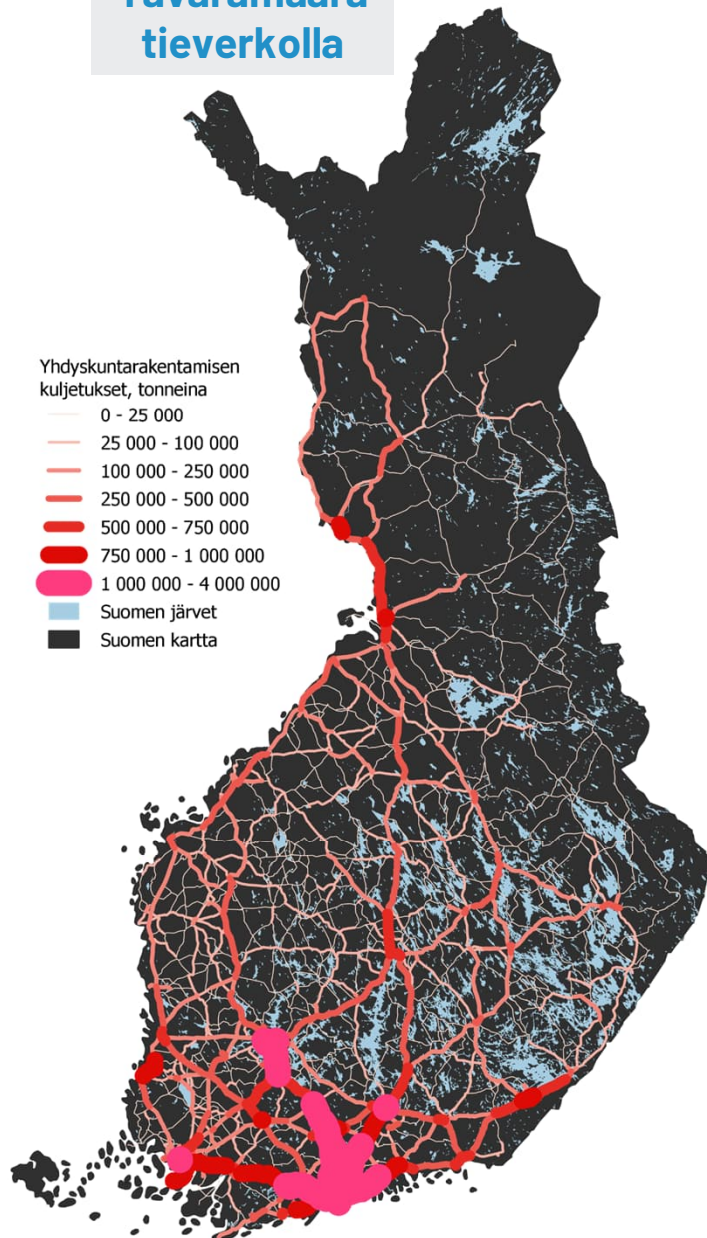 Tavaramäärä
tieverkolla
Yhdyskuntarakentamisen
kuljetukset, tonneina
0 - 25 000
25 000 - 100 000
100 000 - 250 000
250 000 - 500 000
500 000 - 750 000
750 000 - 1 000 000
1 000 000 - 4 000 000
Suomen järvet
Suomen kartta